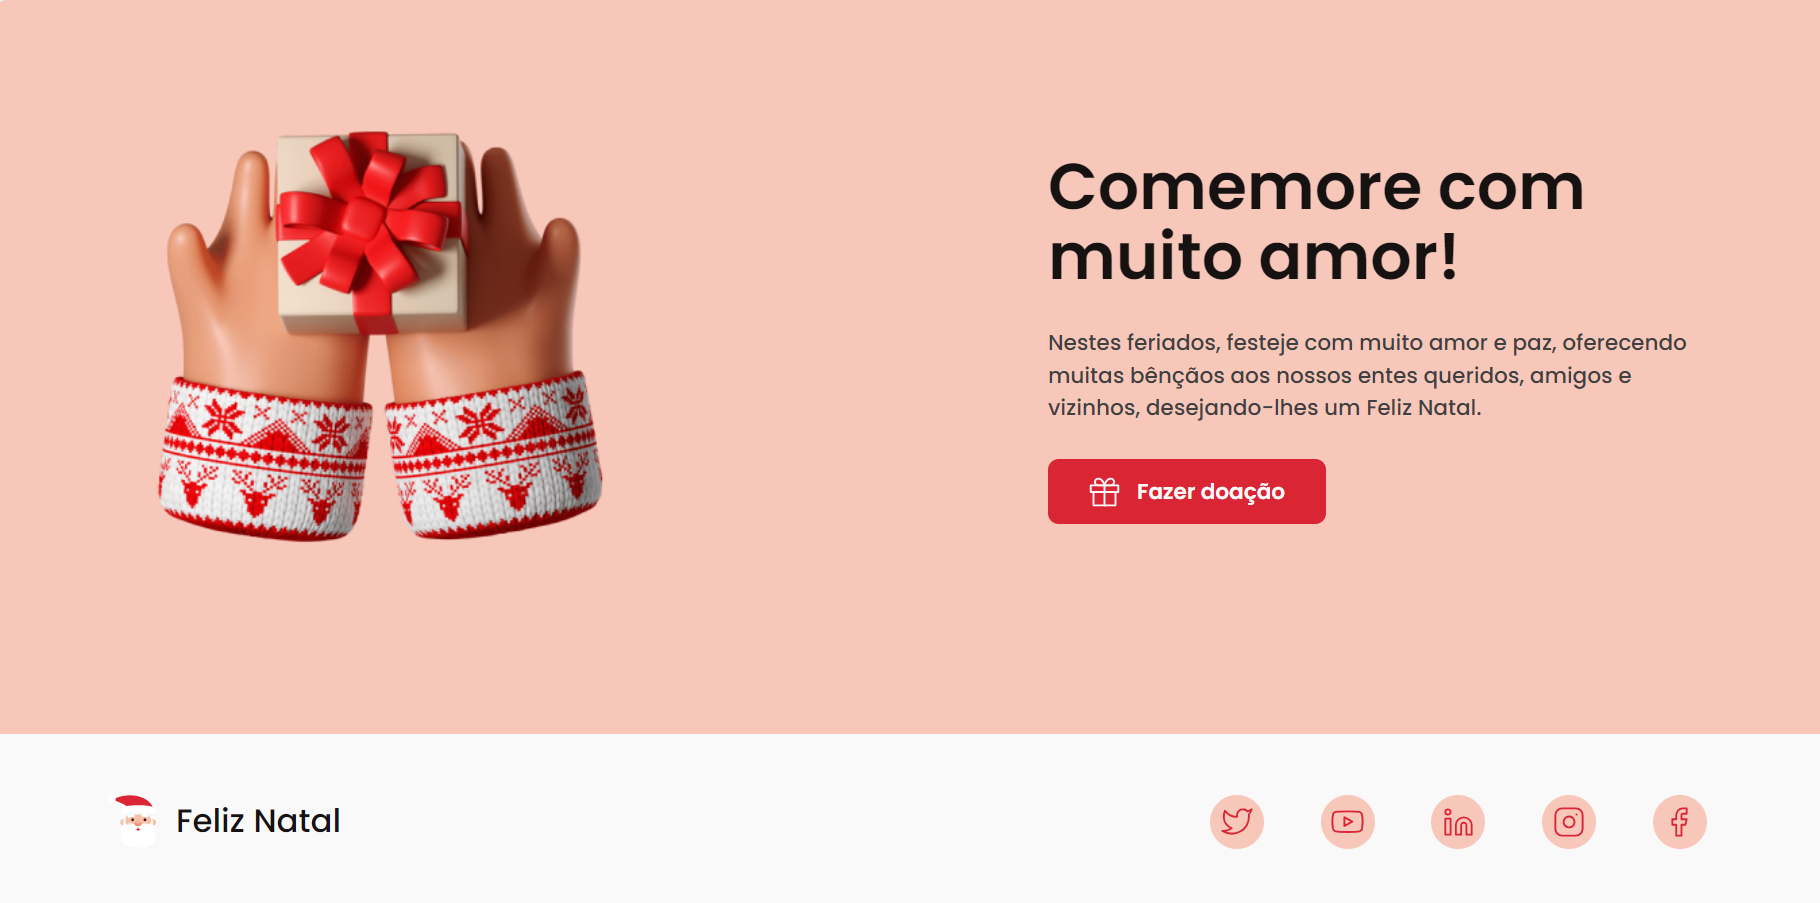 Comemore com
muito amor!
Nestes feriados, festeje com muito amor e paz, oferecendo
muitas bênçãos aos nossos entes queridos, amigos e
vizinhos, desejando-lhes um Feliz Natal.
Fazer doação
Feliz Natal